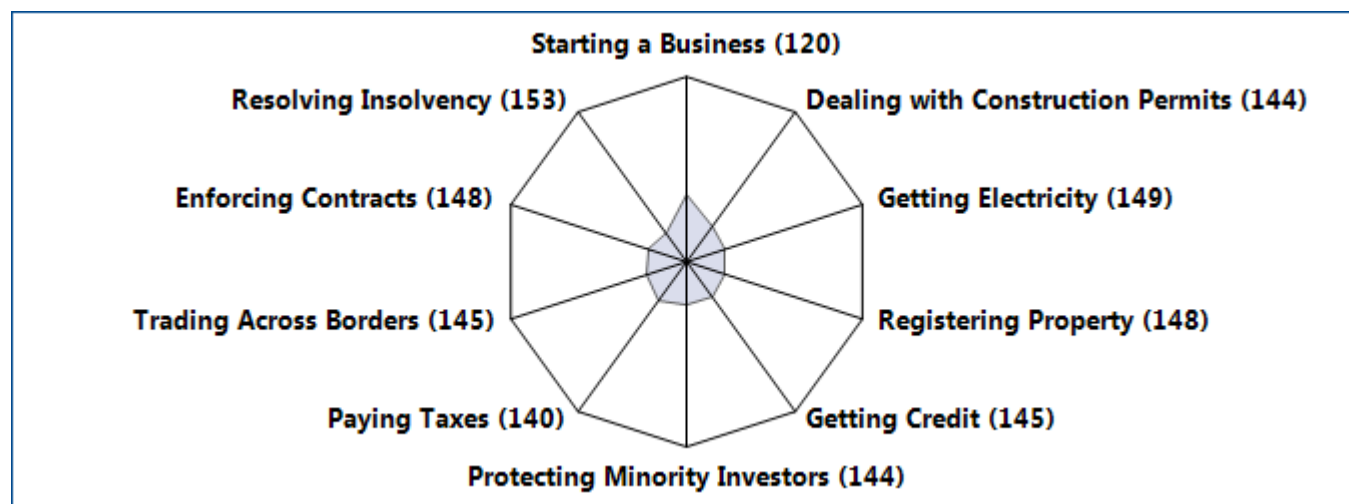 Starting a Business (120)
Resolving Insolvency (153)
Dealing with Construction Permits (144)
Enforcing Contracts (148)
Getting Electricity (149)
Trading Across Borders (145)
Registering Property (148)
Paying Taxes (140)
Getting Credit (145)
Protecting Minority Investors (144)